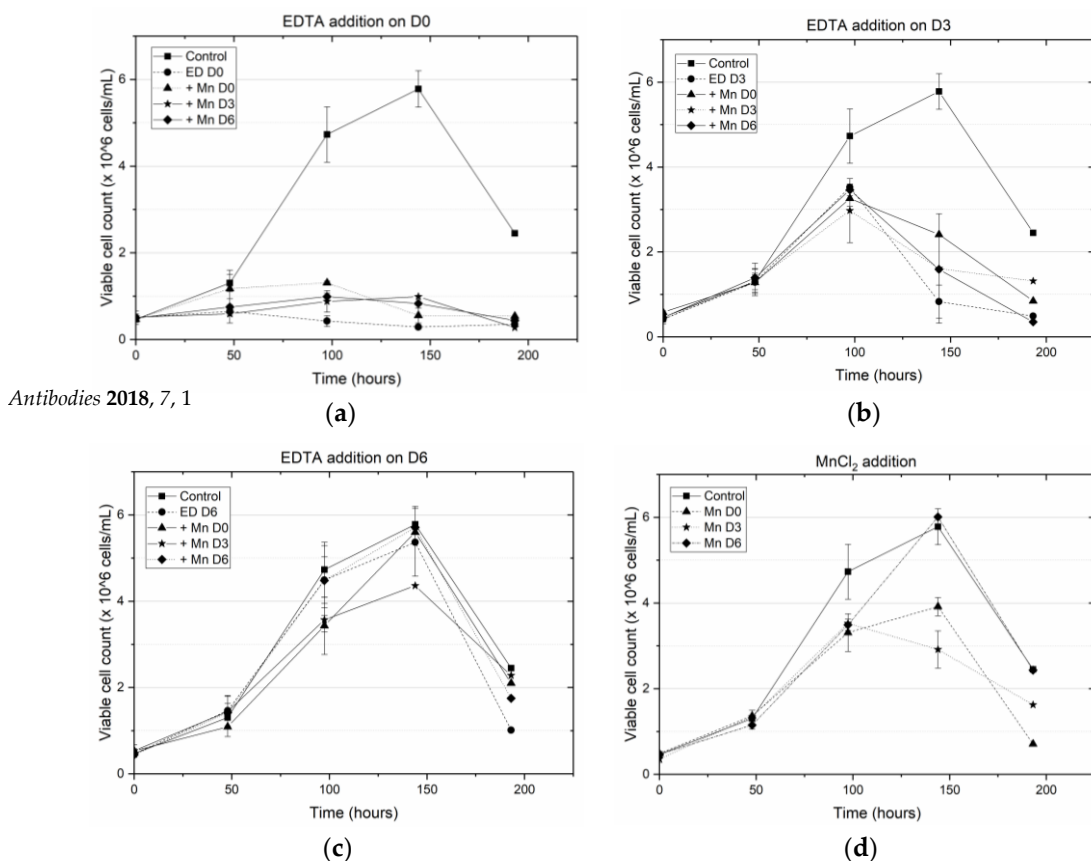 EDTA addition on D0
Viable cell count (x 10^6 cells/mL)
6
4
2
0
Control
ED D0
+ Mn D0
+ Mn D3
+ Mn D6
0 50 100 150 200
Time (hours)
EDTA addition on D3
Viable cell count (x 10^6 cells/mL)
6
4
2
0
Control
ED D3
+ Mn D0
+ Mn D3
+ Mn D6
0 50 100 150 200
Time (hours)
Antibodies 2018, 7, 1
(a)
(b)
EDTA addition on D6
Viable cell count (x 10^6 cells/mL)
6
4
2
0
Control
ED D6
+ Mn D0
+ Mn D3
+ Mn D6
0 50 100 150 200
Time (hours)
MnCl₂ addition
Viable cell count (x 10^6 cells/mL)
6
4
2
0
Control
Mn D0
Mn D3
Mn D6
0 50 100 150 200
Time (hours)
(c)
(d)